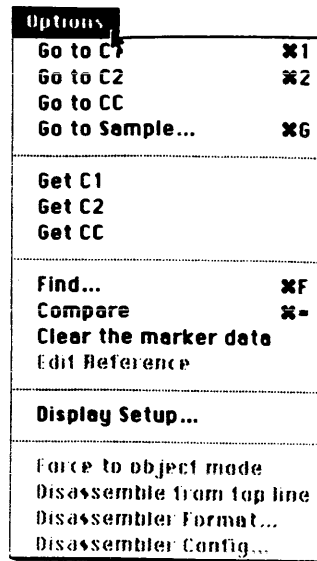 Options
Go to C1 ⌘1
Go to C2 ⌘2
Go to CC
Go to Sample... ⌘G
Get C1
Get C2
Get CC
Find... ⌘F
Compare ⌘=
Clear the marker data
Edit Reference
Display Setup...
Force to object mode
Disassemble from top line
Disassembler Format...
Disassembler Config...